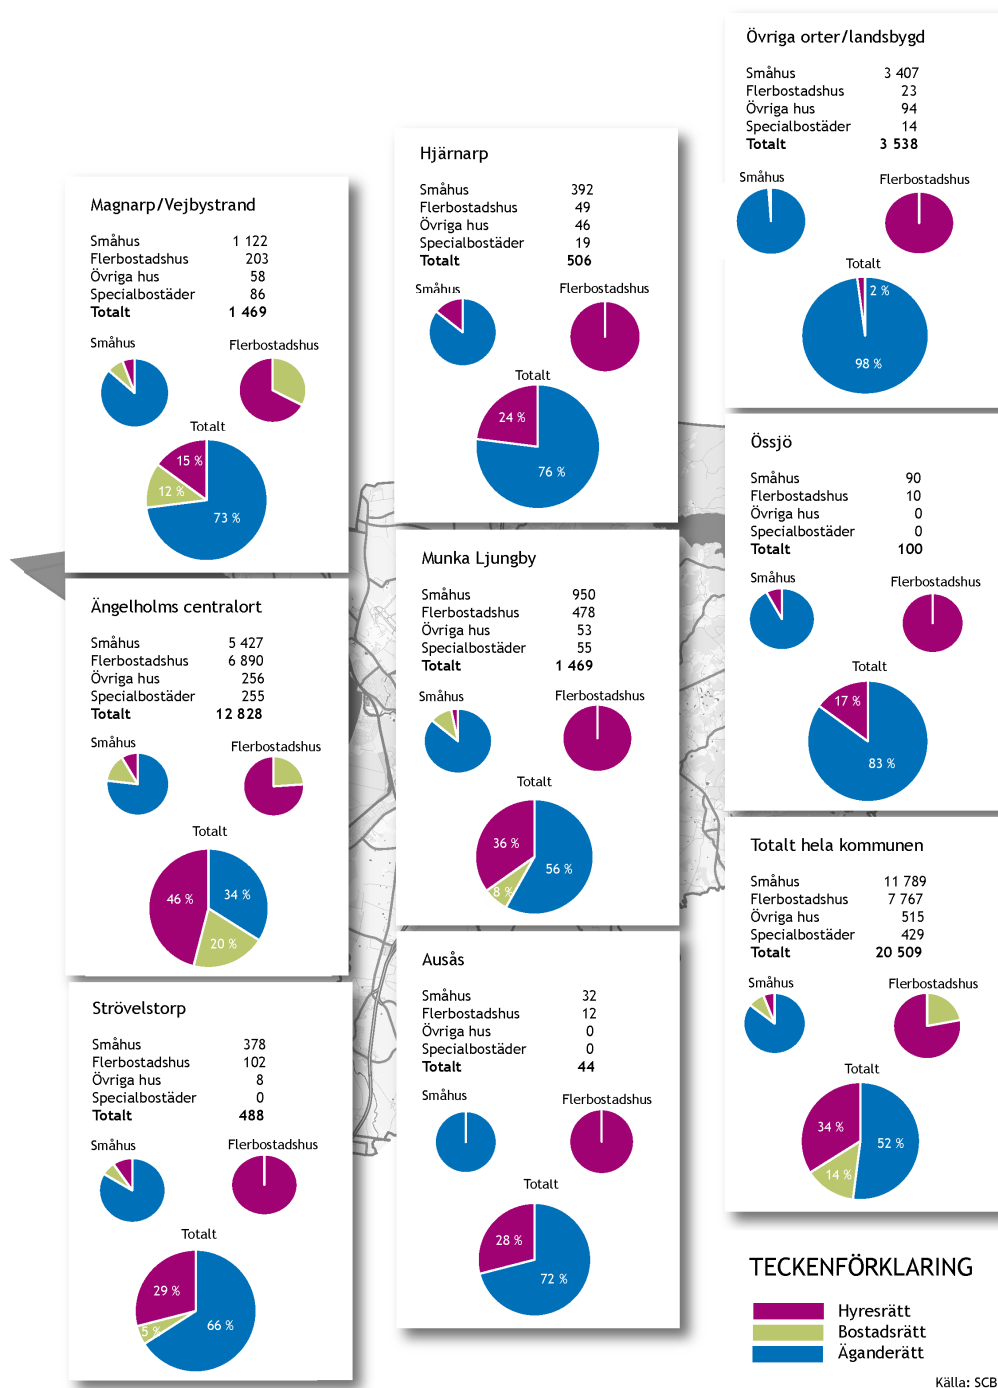 Magnarp/Vejbystrand
Småhus 1 122
Flerbostadshus 203
Övriga hus 58
Specialbostäder 86
Totalt 1 469
Småhus
Flerbostadshus
Totalt
15 %
12 %
73 %
Ängelholms centralort
Småhus 5 427
Flerbostadshus 6 890
Övriga hus 256
Specialbostäder 255
Totalt 12 828
Småhus
Flerbostadshus
Totalt
46 %
34 %
20 %
Strövelstorp
Småhus 378
Flerbostadshus 102
Övriga hus 8
Specialbostäder 0
Totalt 488
Småhus
Flerbostadshus
Totalt
29 %
5 %
66 %
Hjärnarp
Småhus 392
Flerbostadshus 49
Övriga hus 46
Specialbostäder 19
Totalt 506
Småhus
Flerbostadshus
Totalt
24 %
76 %
Munka Ljungby
Småhus 950
Flerbostadshus 478
Övriga hus 53
Specialbostäder 55
Totalt 1 469
Småhus
Flerbostadshus
Totalt
36 %
8 %
56 %
Ausås
Småhus 32
Flerbostadshus 12
Övriga hus 0
Specialbostäder 0
Totalt 44
Småhus
Flerbostadshus
Totalt
28 %
72 %
Övriga orter/landsbygd
Småhus 3 407
Flerbostadshus 23
Övriga hus 94
Specialbostäder 14
Totalt 3 538
Småhus
Flerbostadshus
Totalt
2 %
98 %
Össjö
Småhus 90
Flerbostadshus 10
Övriga hus 0
Specialbostäder 0
Totalt 100
Småhus
Flerbostadshus
Totalt
17 %
83 %
Totalt hela kommunen
Småhus 11 789
Flerbostadshus 7 767
Övriga hus 515
Specialbostäder 429
Totalt 20 509
Småhus
Flerbostadshus
Totalt
34 %
52 %
14 %
TECKENFÖRKLARING
Hyresrätt
Bostadsrätt
Äganderätt
Källa: SCB